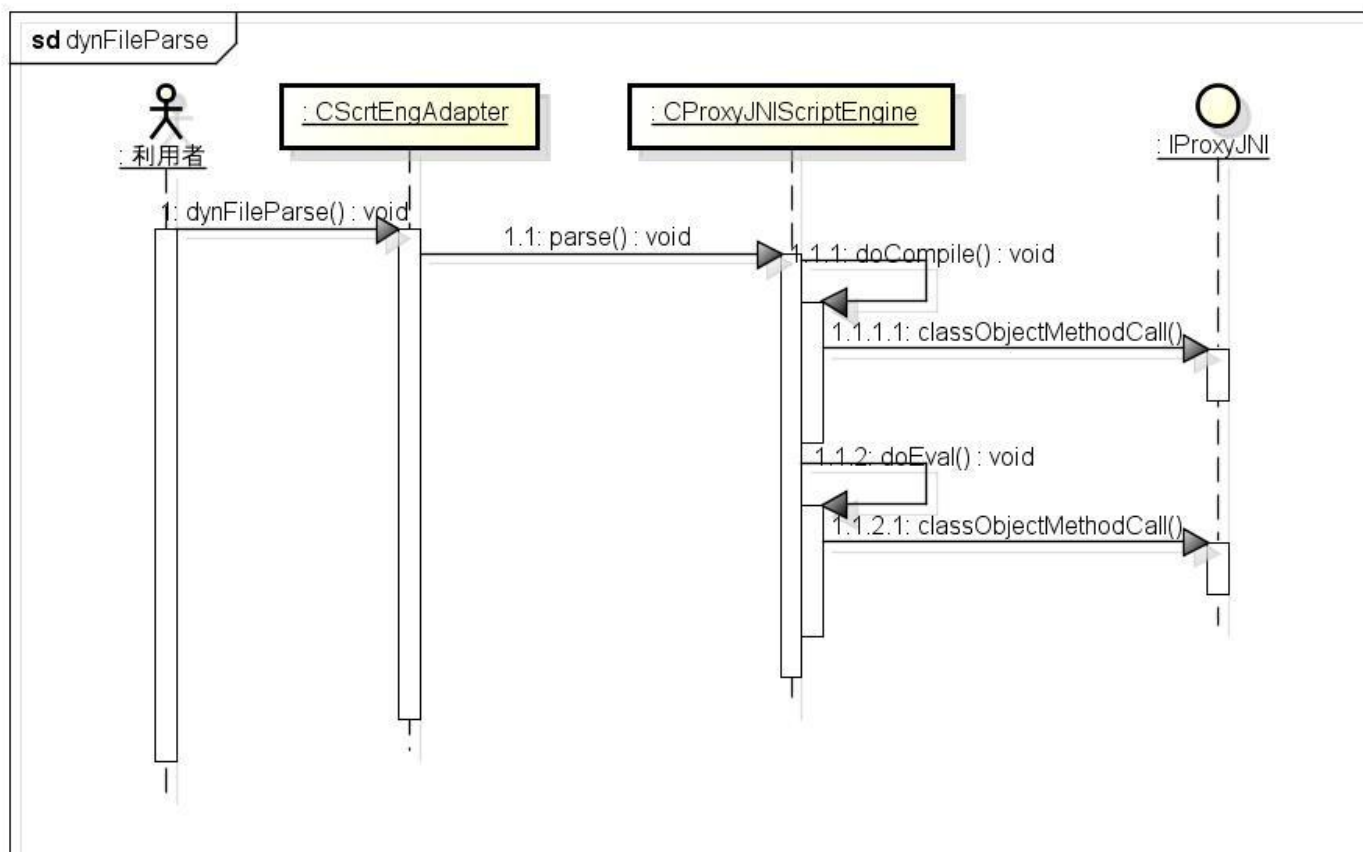 sd dynFileParse
: 利用者
: CScrtEngAdapter
: CProxyJNIScriptEngine
: IProxyJNI
1: dynFileParse() : void
1.1: parse() : void
1.1.1: doCompile() : void
1.1.1.1: classObjectMethodCall()
1.1.2: doEval() : void
1.1.2.1: classObjectMethodCall()